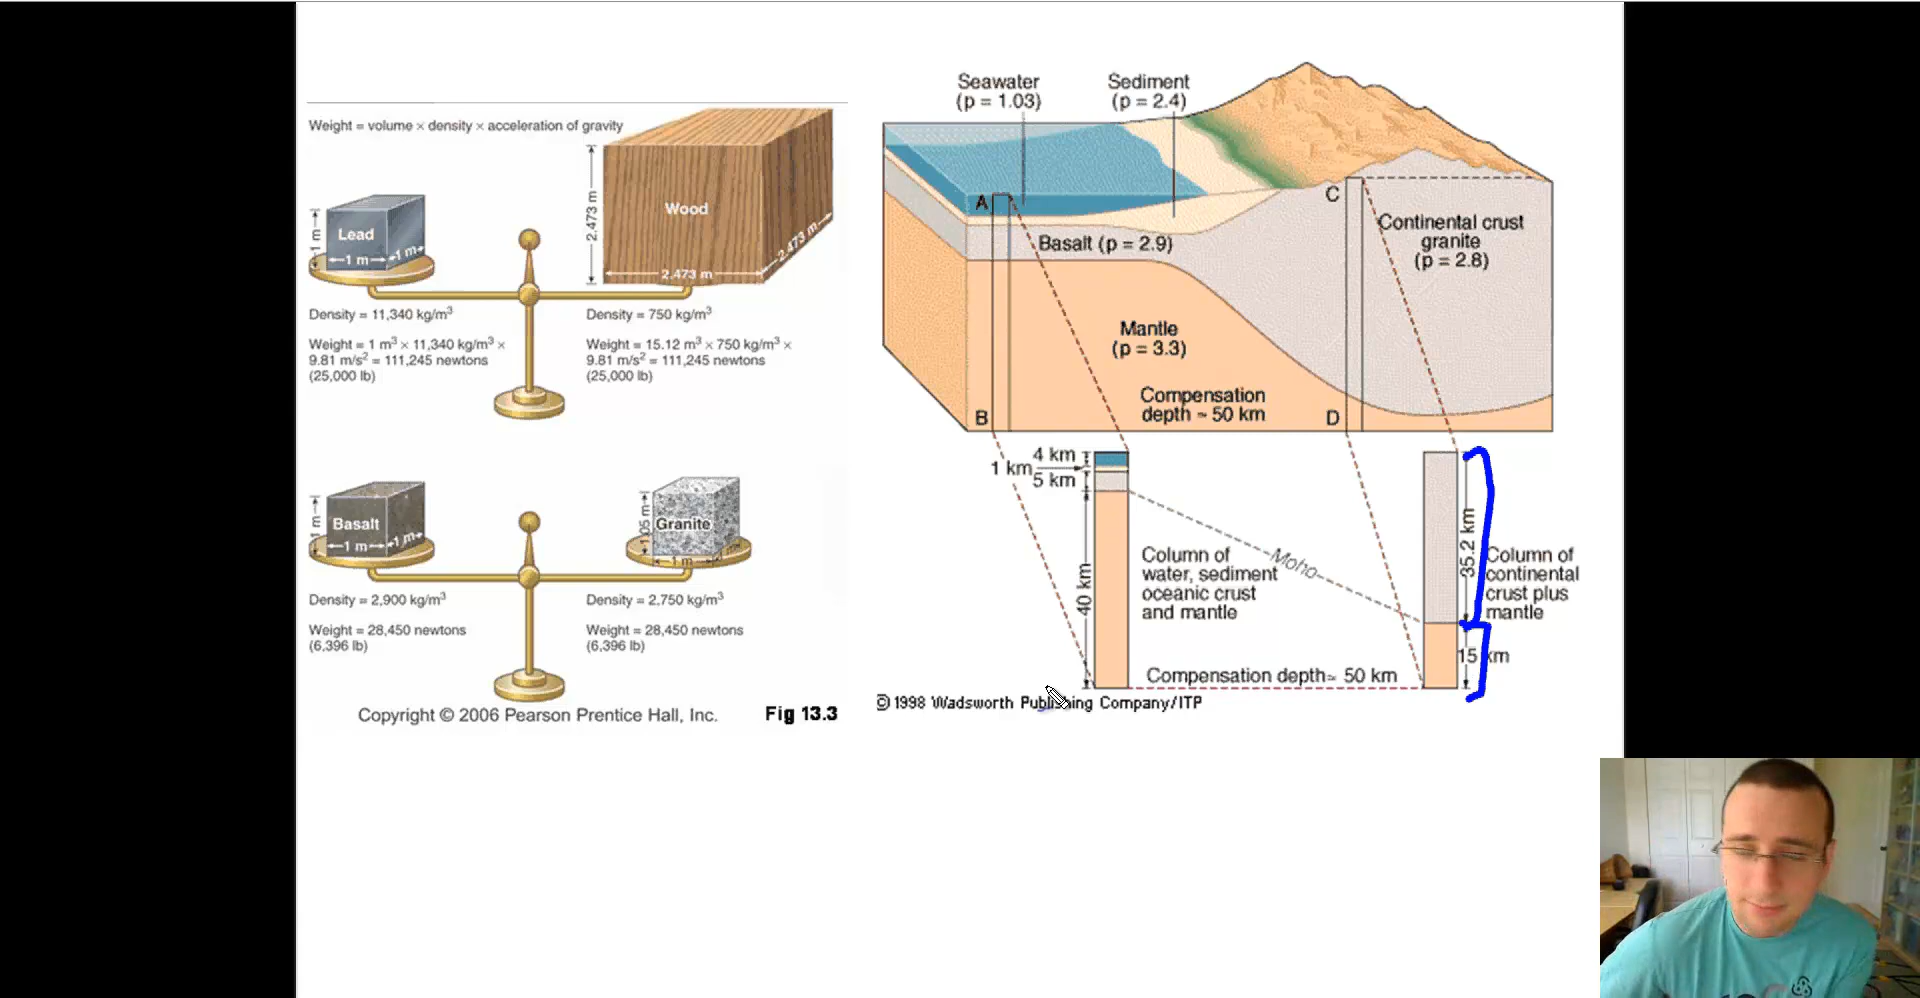 Weight = volume × density × acceleration of gravity
Wood
2.473 m
2.473 m
2.473 m
Lead
1 m
1 m
1 m
Density = 11,340 kg/m³
Weight = 1 m³ × 11,340 kg/m³ ×
9.81 m/s² = 111,245 newtons
(25,000 lb)
Density = 750 kg/m³
Weight = 15.12 m³ × 750 kg/m³ ×
9.81 m/s² = 111,245 newtons
(25,000 lb)
Basalt
1 m
1 m
1 m
Granite
1.05 m
1 m
Density = 2,900 kg/m³
Weight = 28,450 newtons
(6,396 lb)
Density = 2,750 kg/m³
Weight = 28,450 newtons
(6,396 lb)
Copyright © 2006 Pearson Prentice Hall, Inc.
Fig 13.3
Seawater
(p = 1.03)
Sediment
(p = 2.4)
A
C
Basalt (p = 2.9)
Continental crust
granite
(p = 2.8)
Mantle
(p = 3.3)
Compensation
depth ≈ 50 km
B
D
4 km
1 km
5 km
40 km
Column of
water, sediment
oceanic crust
and mantle
Moho
35.2 km
Column of
continental
crust plus
mantle
15 km
Compensation depth≈ 50 km
© 1998 Wadsworth Publishing Company/ITP